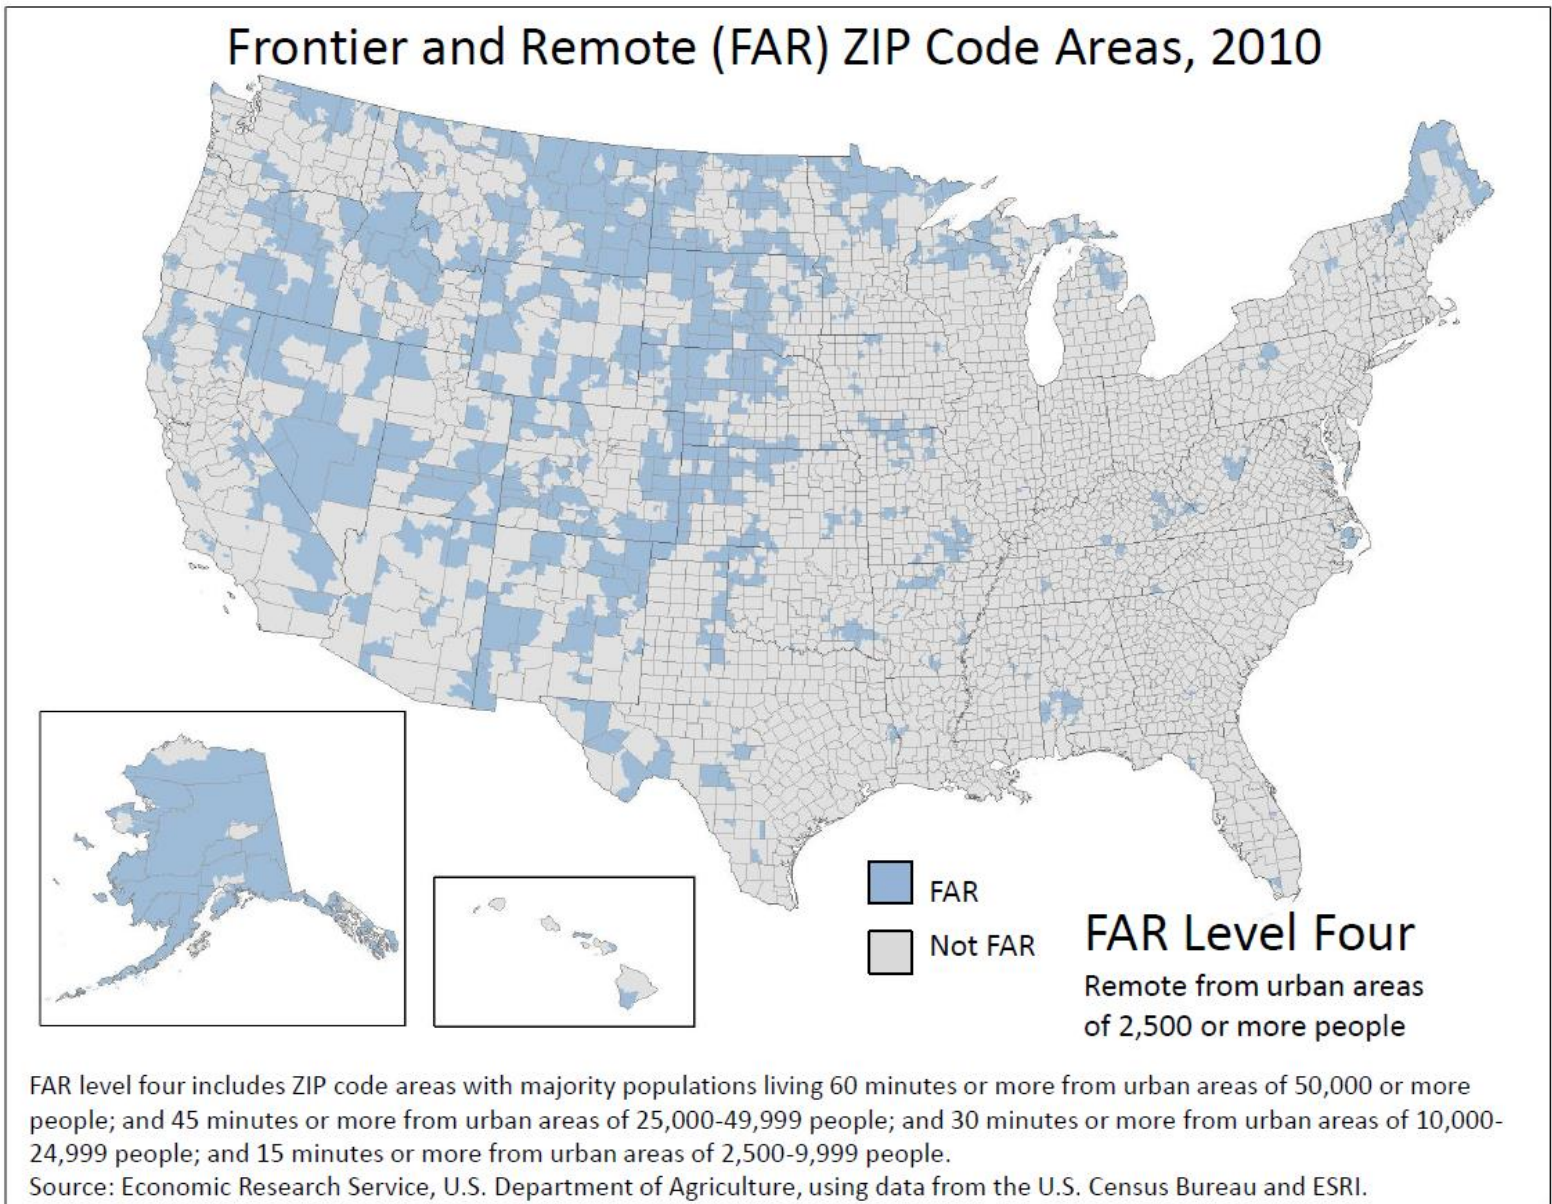 Frontier and Remote (FAR) ZIP Code Areas, 2010
FAR
Not FAR
FAR Level Four
Remote from urban areas
of 2,500 or more people
FAR level four includes ZIP code areas with majority populations living 60 minutes or more from urban areas of 50,000 or more
people; and 45 minutes or more from urban areas of 25,000-49,999 people; and 30 minutes or more from urban areas of 10,000-
24,999 people; and 15 minutes or more from urban areas of 2,500-9,999 people.
Source: Economic Research Service, U.S. Department of Agriculture, using data from the U.S. Census Bureau and ESRI.